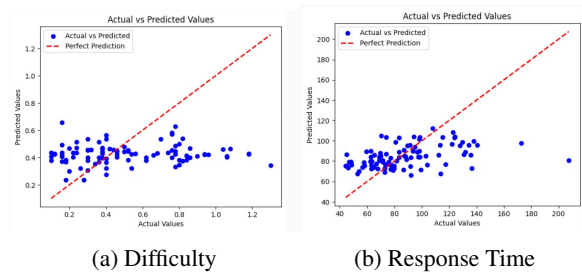 Actual vs Predicted Values
Actual vs Predicted
Perfect Prediction
Predicted Values
1.2
1.0
0.8
0.6
0.4
0.2
0.2 0.4 0.6 0.8 1.0 1.2
Actual Values
(a) Difficulty
Actual vs Predicted Values
Actual vs Predicted
Perfect Prediction
Predicted Values
200
180
160
140
120
100
80
60
40
40 60 80 100 120 140 160 180 200
Actual Values
(b) Response Time